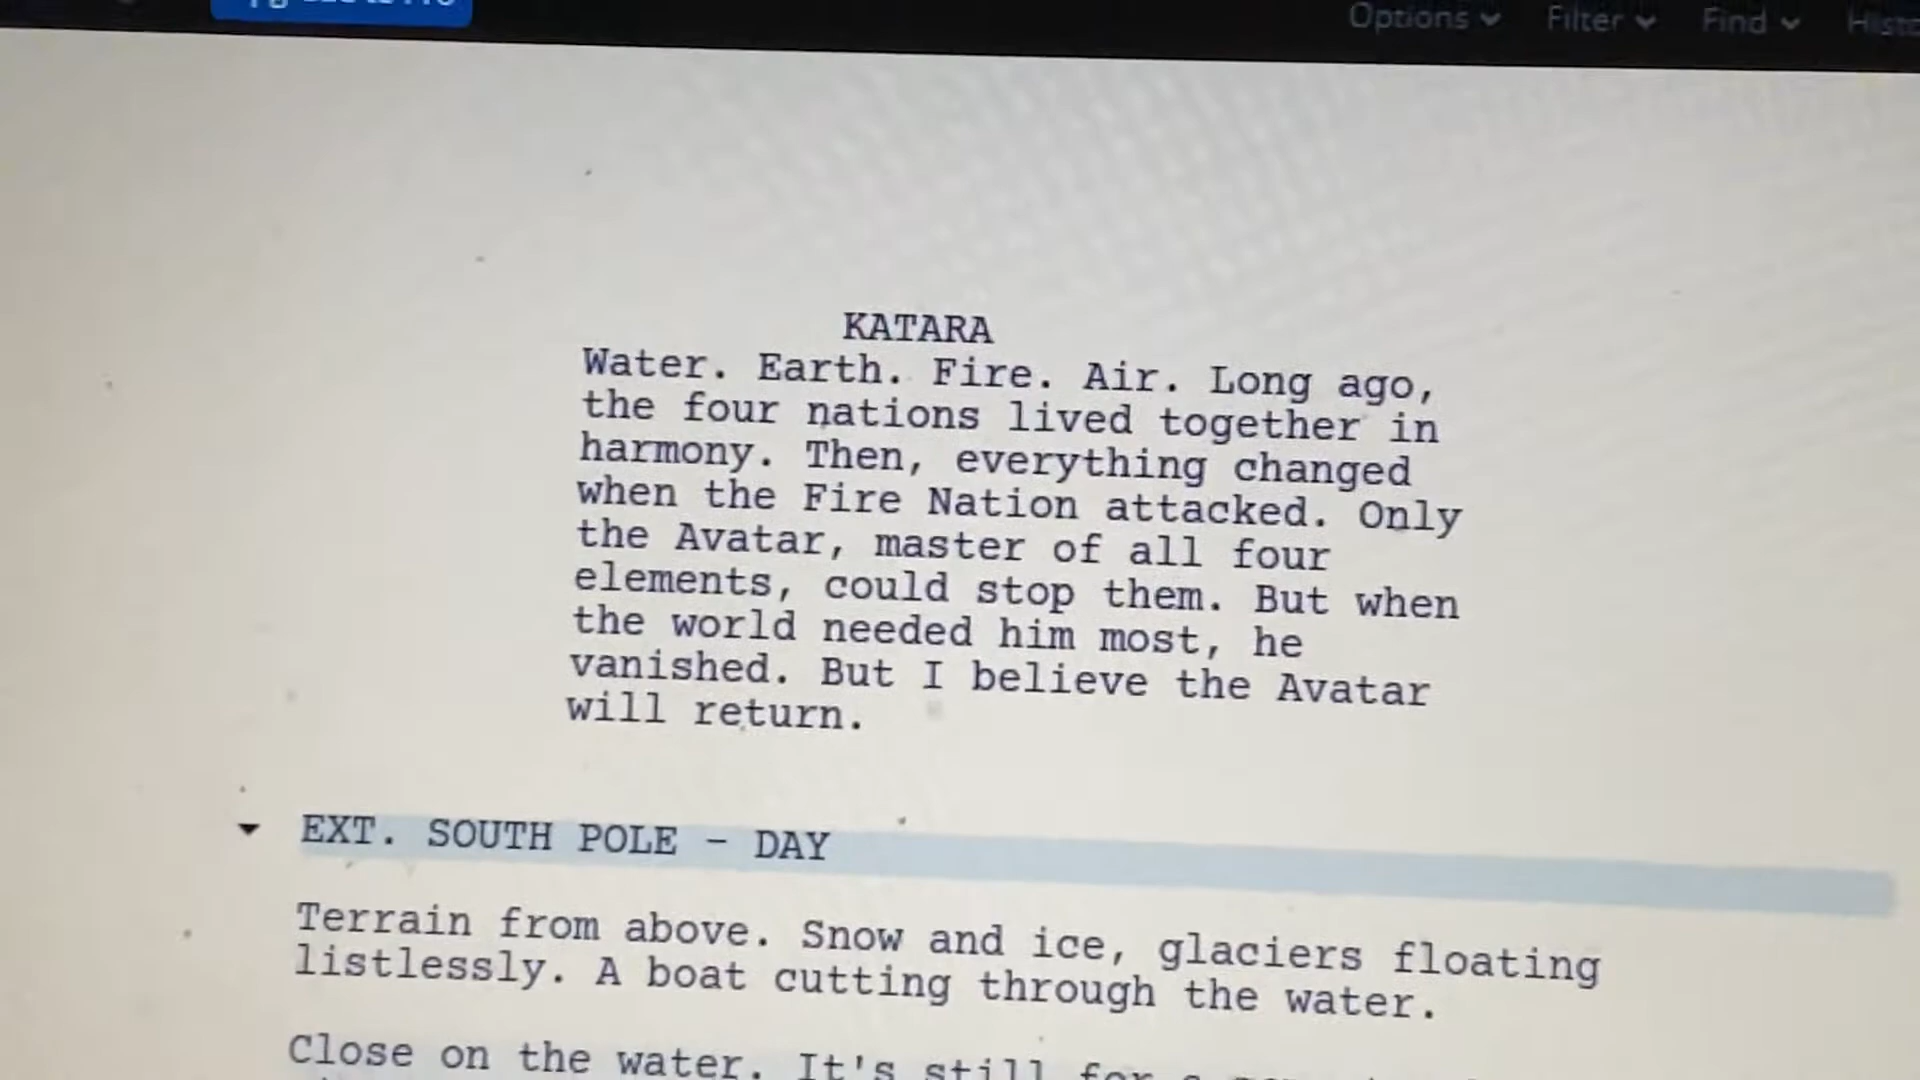 Options
Filter
Find
KATARA
Water. Earth. Fire. Air. Long ago,
the four nations lived together in
harmony. Then, everything changed
when the Fire Nation attacked. Only
the Avatar, master of all four
elements, could stop them. But when
the world needed him most, he
vanished. But I believe the Avatar
will return.
EXT. SOUTH POLE - DAY
Terrain from above. Snow and ice, glaciers floating
listlessly. A boat cutting through the water.
Close on the water. It's still for a